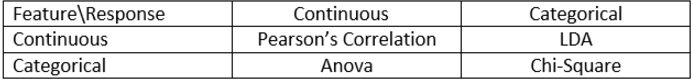 Feature\Response Continuous Categorical
Continuous Pearson’s Correlation LDA
Categorical Anova Chi-Square